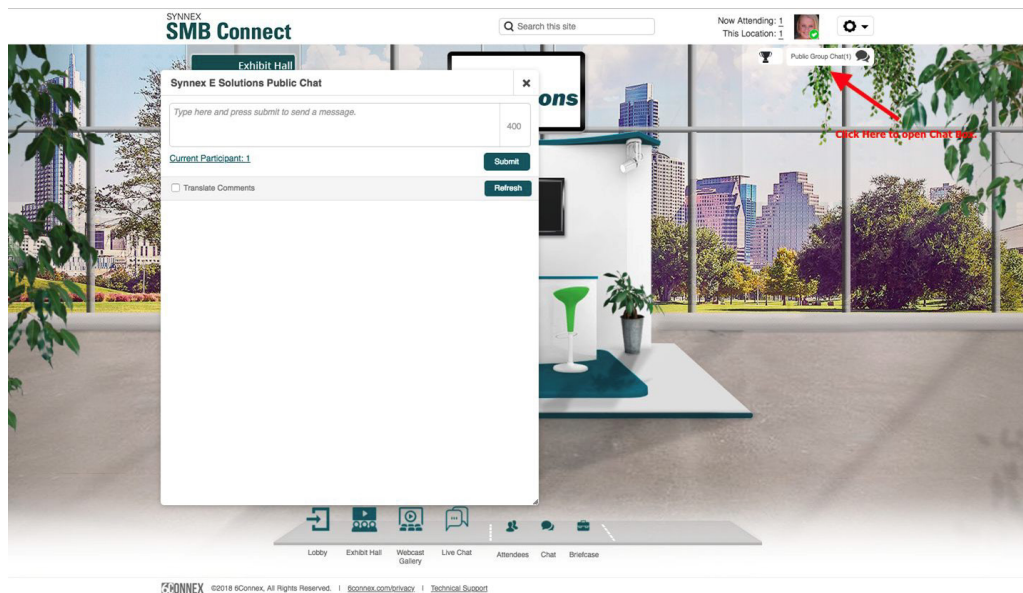 SYNNEX
SMB Connect
Search this site
Now Attending: 1
This Location: 1
Exhibit Hall
Public Group Chat(1)
Click Here to open Chat Box.
Synnex E Solutions Public Chat
ons
Type here and press submit to send a message.
400
Current Participant: 1
Submit
Translate Comments
Refresh
Lobby
Exhibit Hall
Webcast
Gallery
Live Chat
Attendees
Chat
Briefcase
6CONNEX ©2018 6Connex, All Rights Reserved. | 6connex.com/privacy | Technical Support